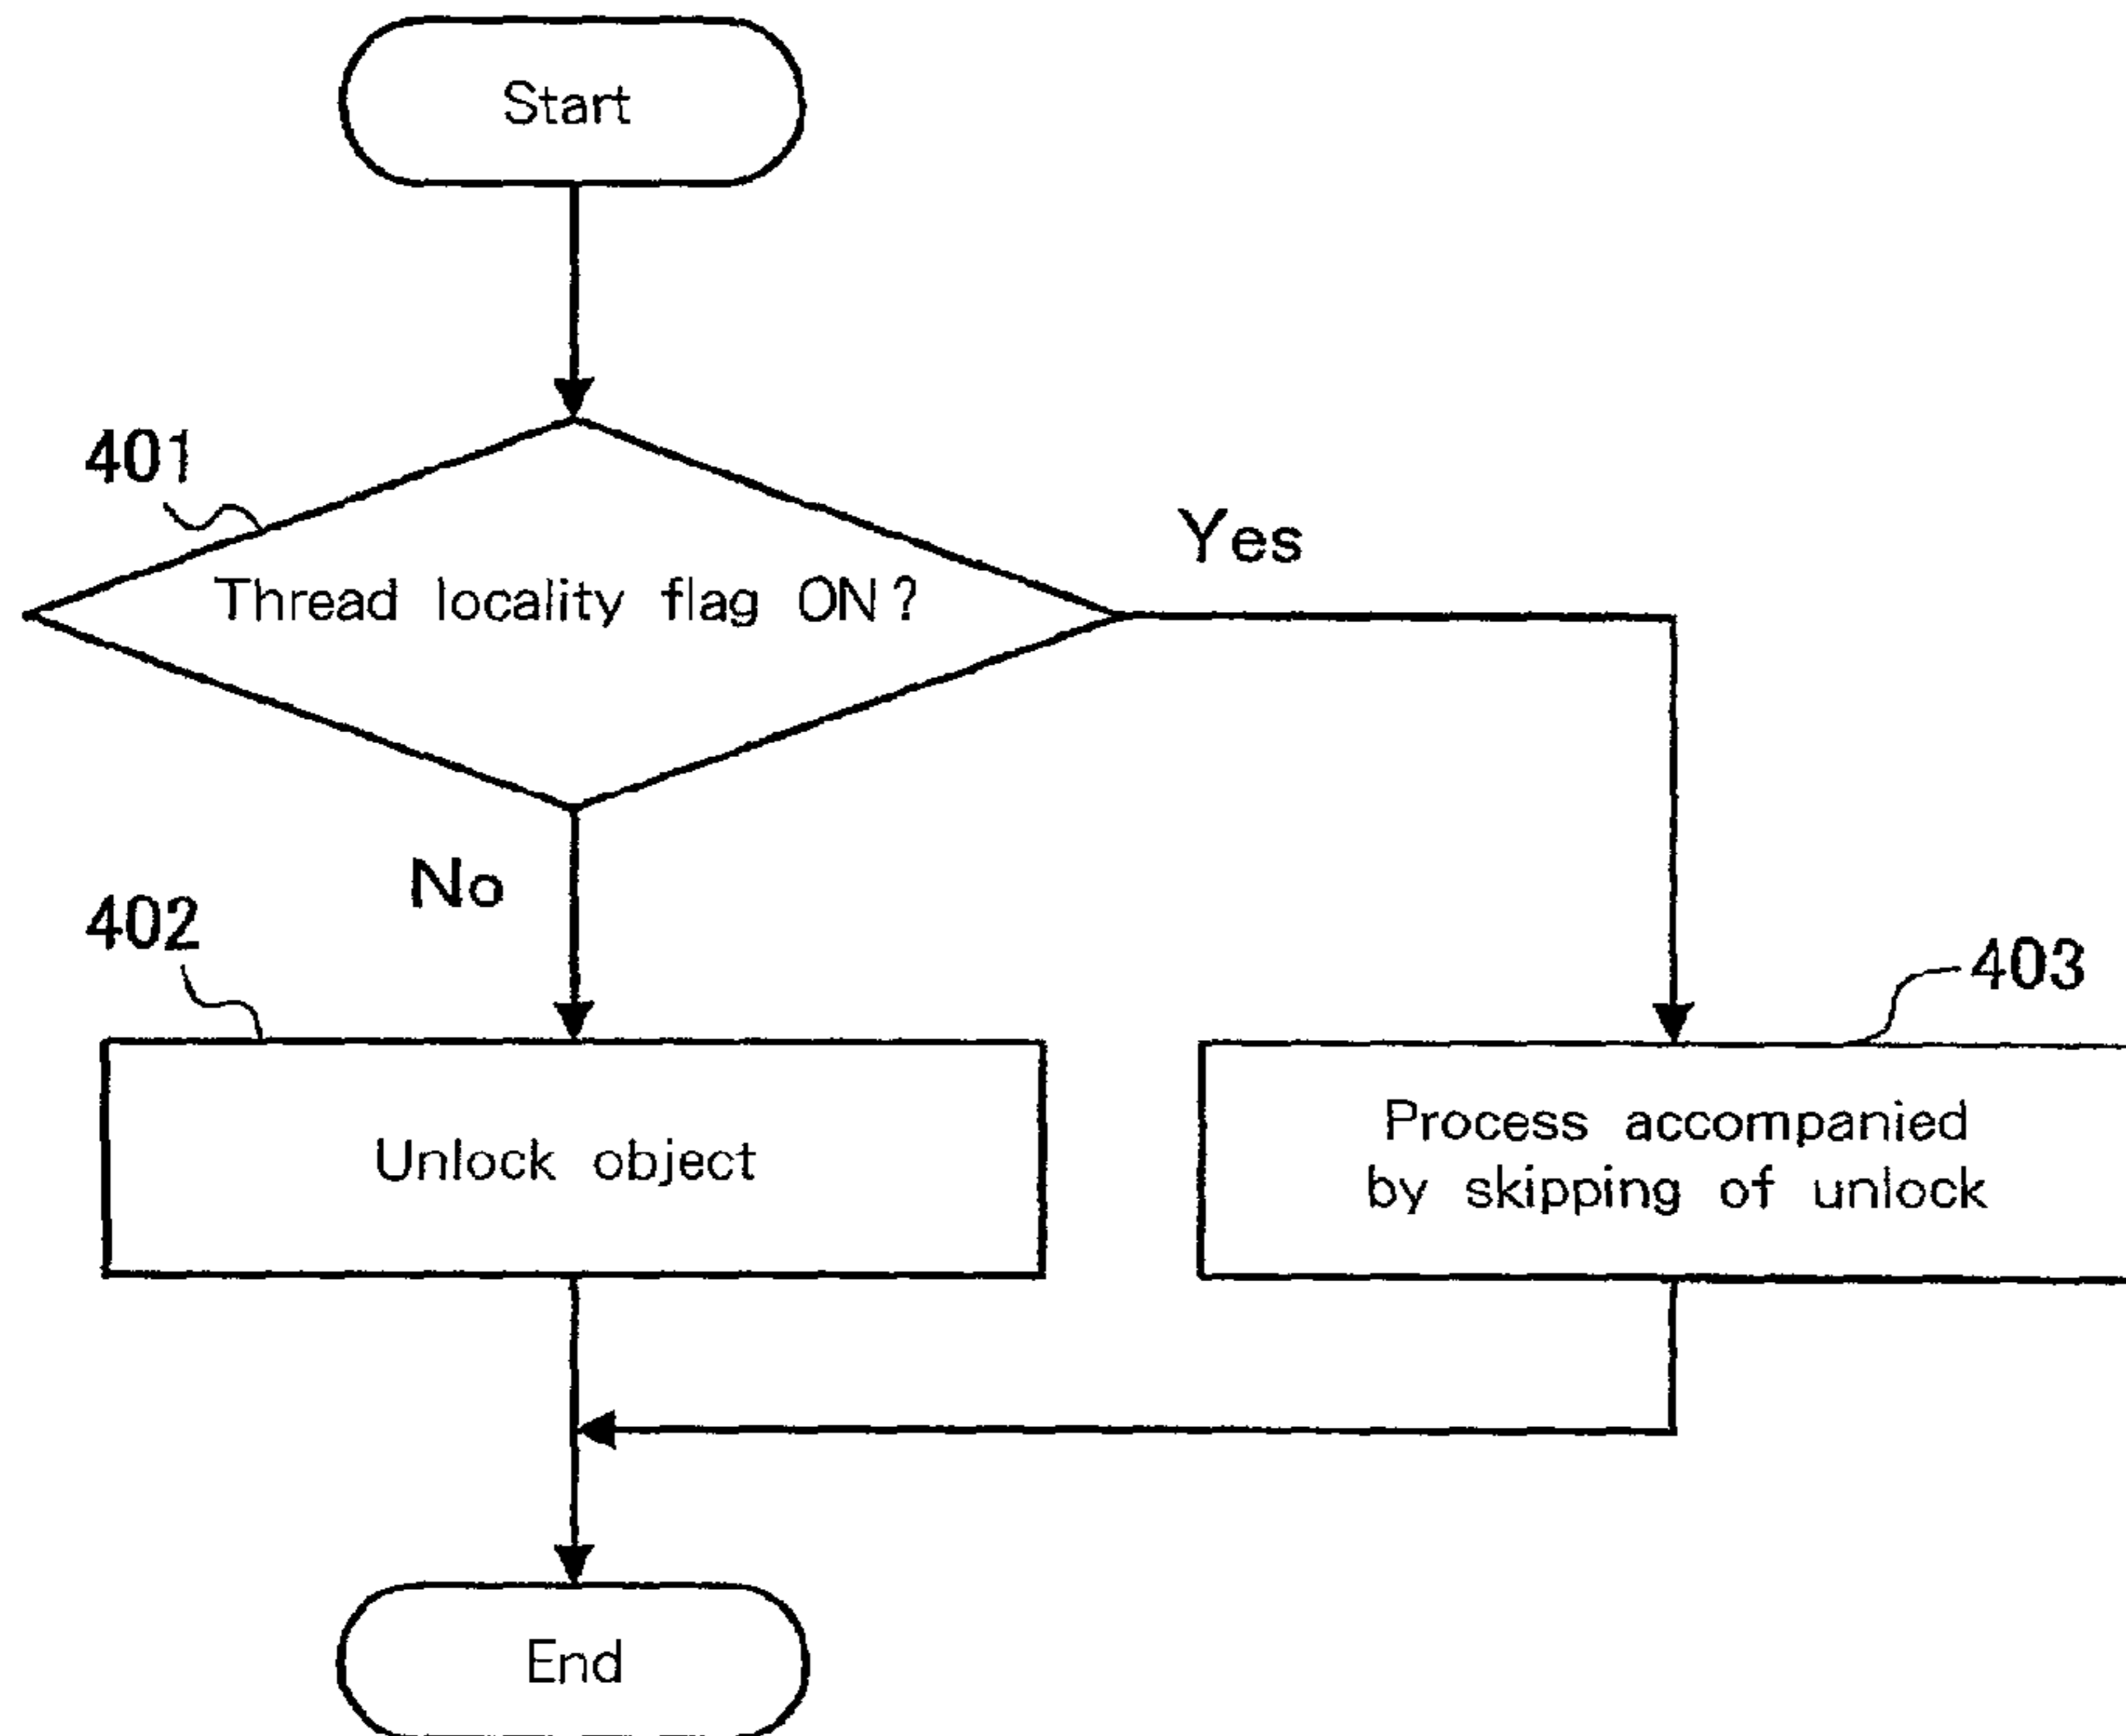 Start
401
Thread locality flag ON?
Yes
No
402
403
Unlock object
Process accompanied
by skipping of unlock
End